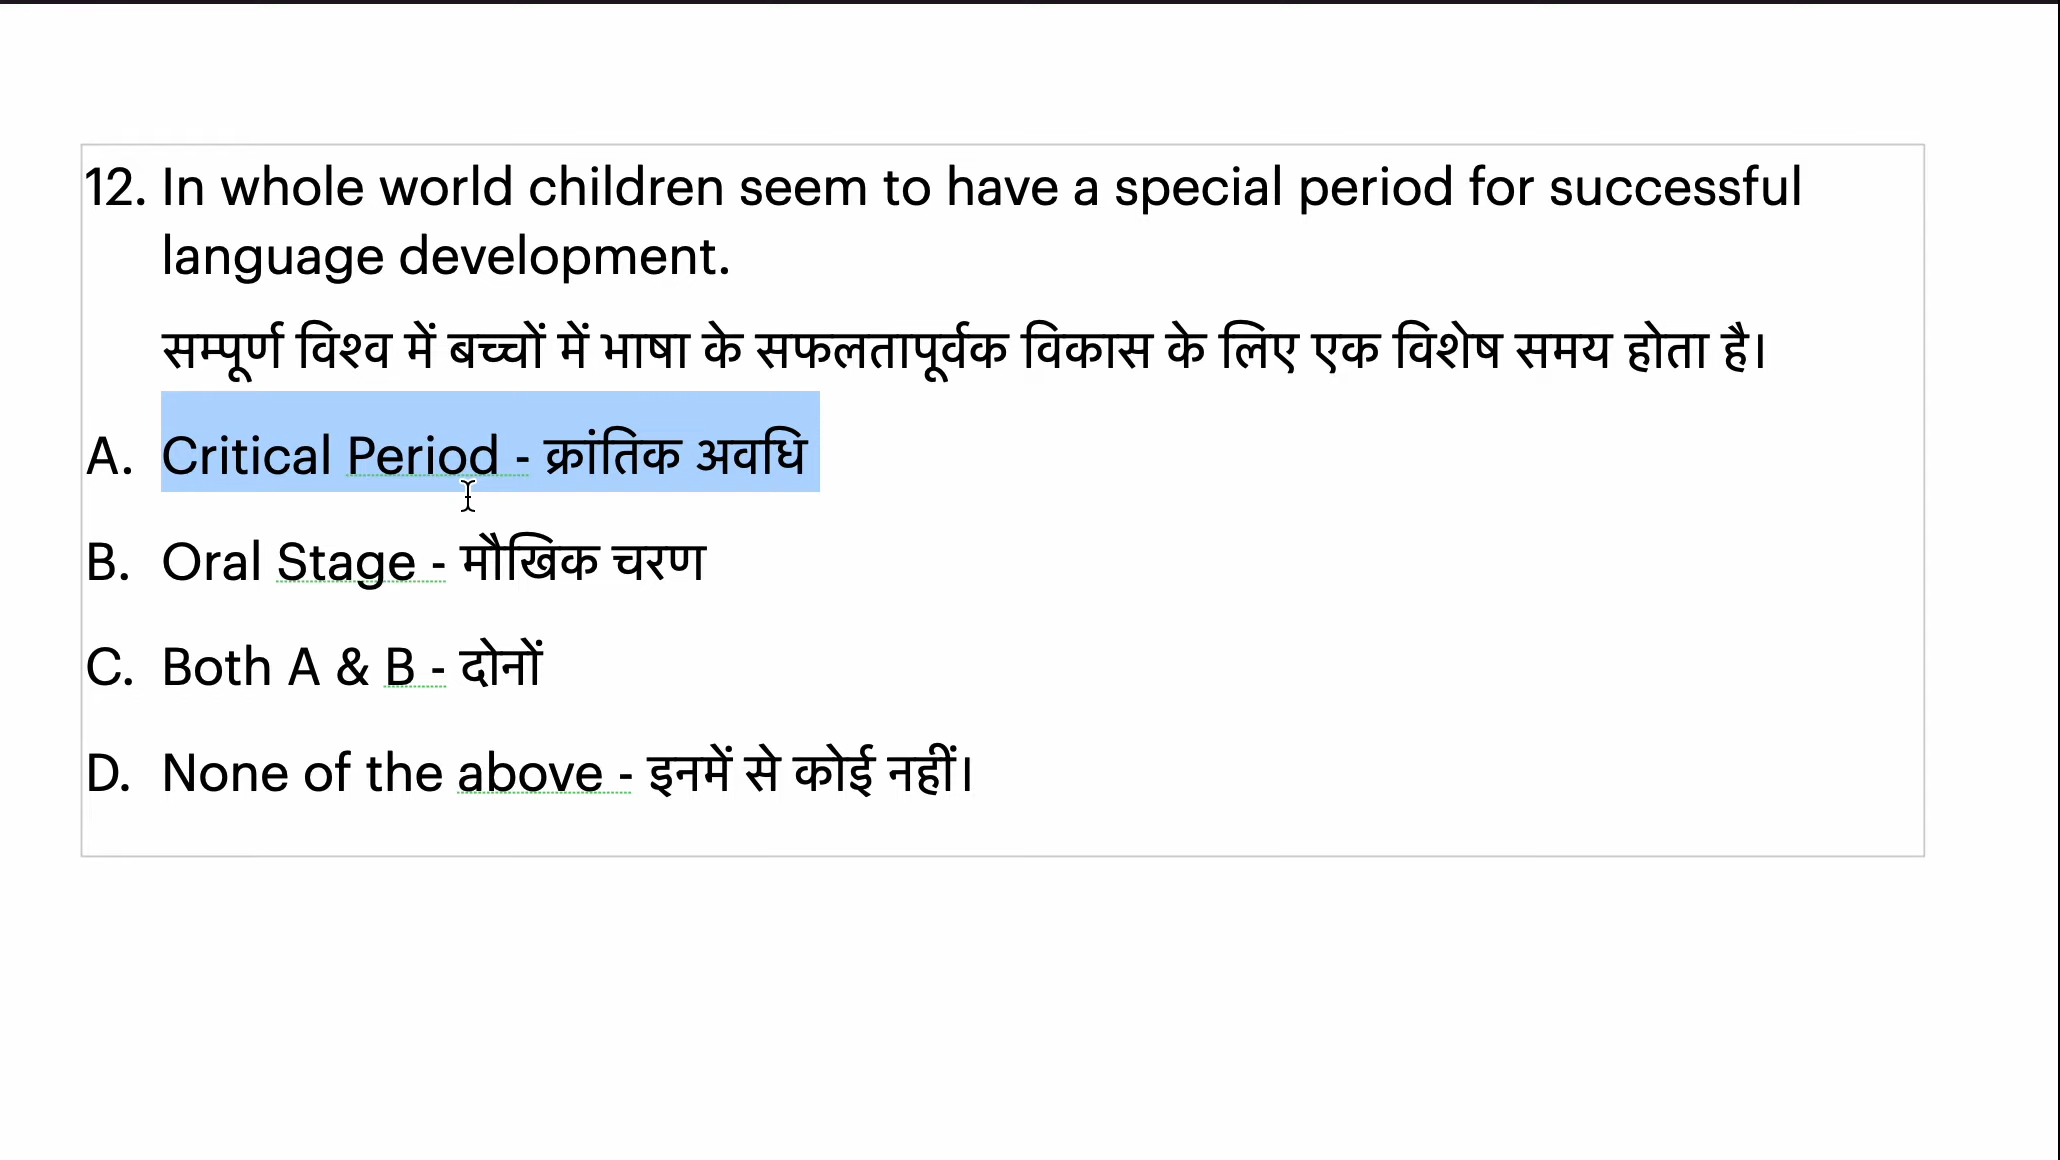 12. In whole world children seem to have a special period for successful
language development.
सम्पूर्ण विश्व में बच्चों में भाषा के सफलतापूर्वक विकास के लिए एक विशेष समय होता है।
A. Critical Period - क्रांतिक अवधि
B. Oral Stage - मौखिक चरण
C. Both A & B - दोनों
D. None of the above - इनमें से कोई नहीं।